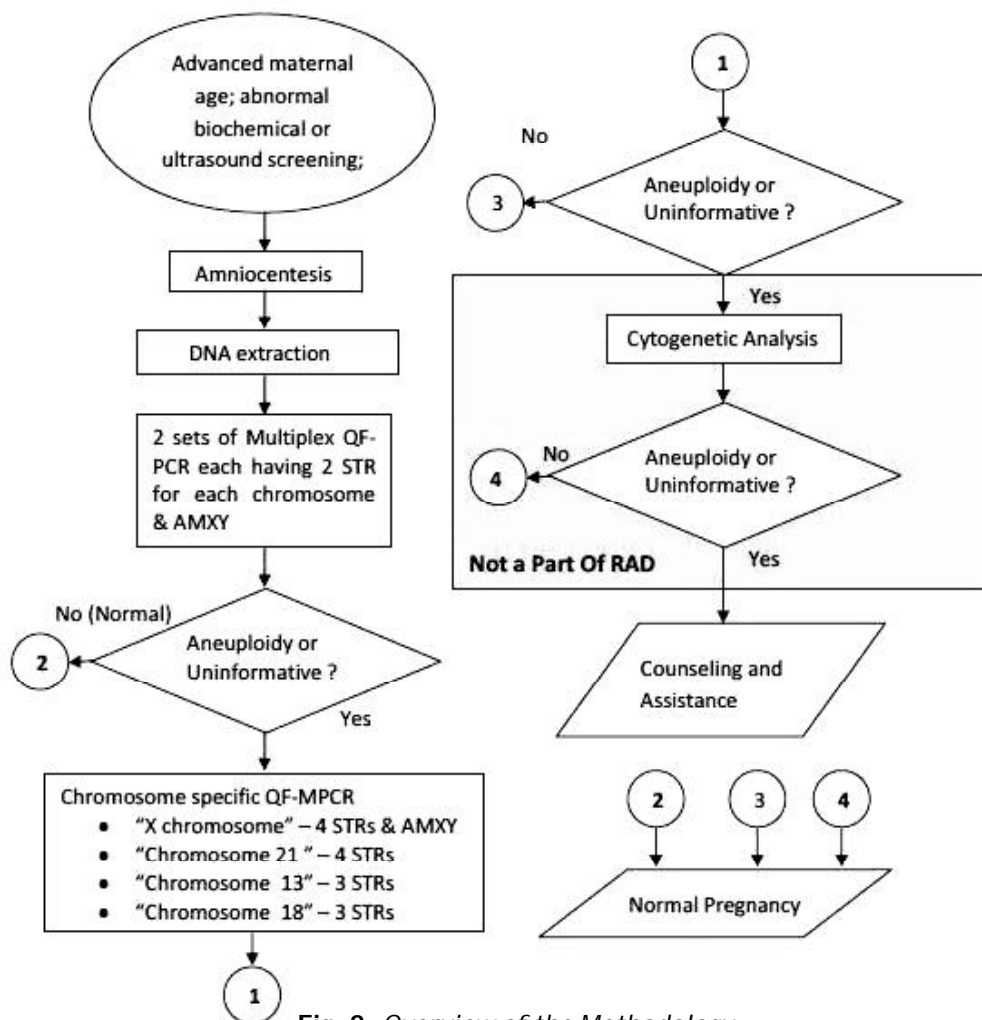 Advanced maternal
age; abnormal
biochemical or
ultrasound screening;
Amniocentesis
DNA extraction
2 sets of Multiplex QF-
PCR each having 2 STR
for each chromosome
& AMXY
No (Normal)
Aneuploidy or
Uninformative ?
2
Yes
Chromosome specific QF-MPCR
● “X chromosome” – 4 STRs & AMXY
● “Chromosome 21 ” – 4 STRs
● “Chromosome 13” – 3 STRs
● “Chromosome 18” – 3 STRs
1
1
No
Aneuploidy or
Uninformative ?
3
Yes
Cytogenetic Analysis
No
Aneuploidy or
Uninformative ?
4
Not a Part Of RAD
Yes
Counseling and
Assistance
2 3 4
Normal Pregnancy
Overview of the Methodology